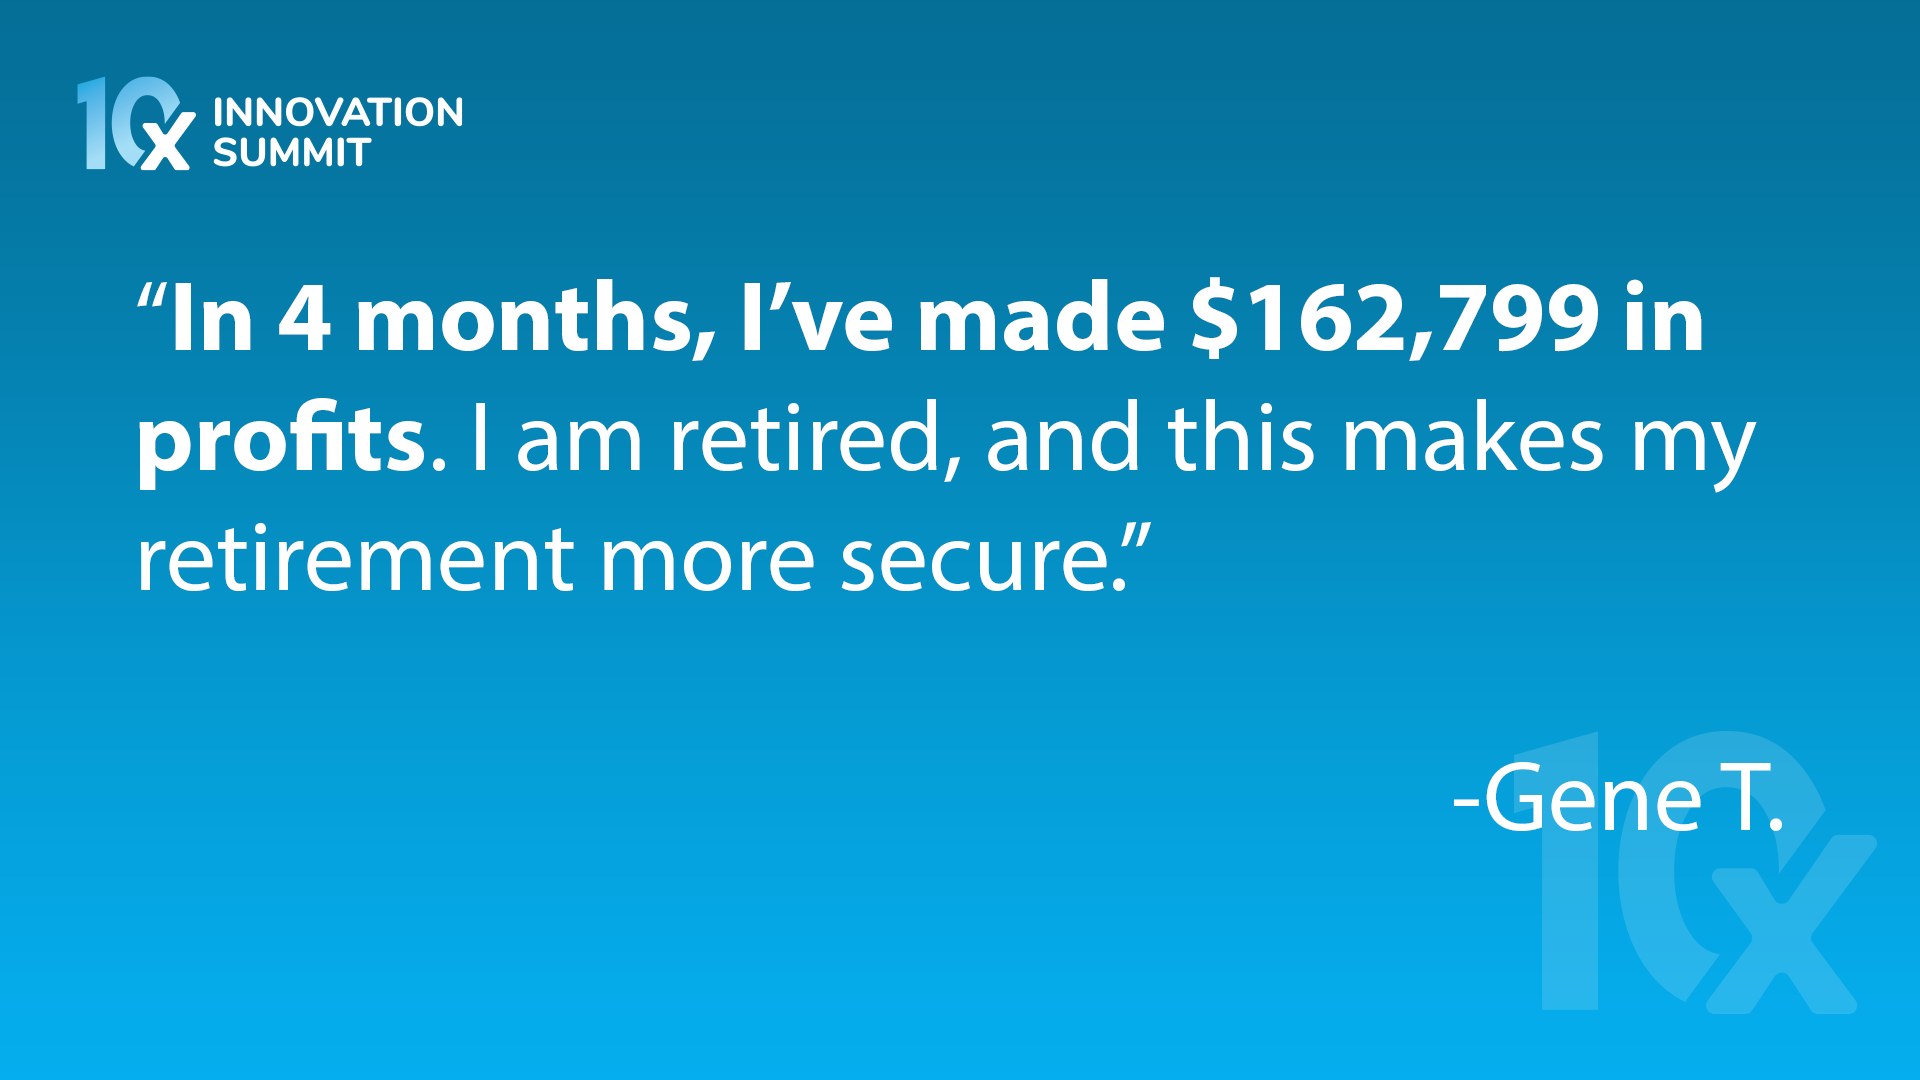 10x INNOVATION
SUMMIT
“In 4 months, I’ve made $162,799 in
profits. I am retired, and this makes my
retirement more secure.”
-Gene T.
10x